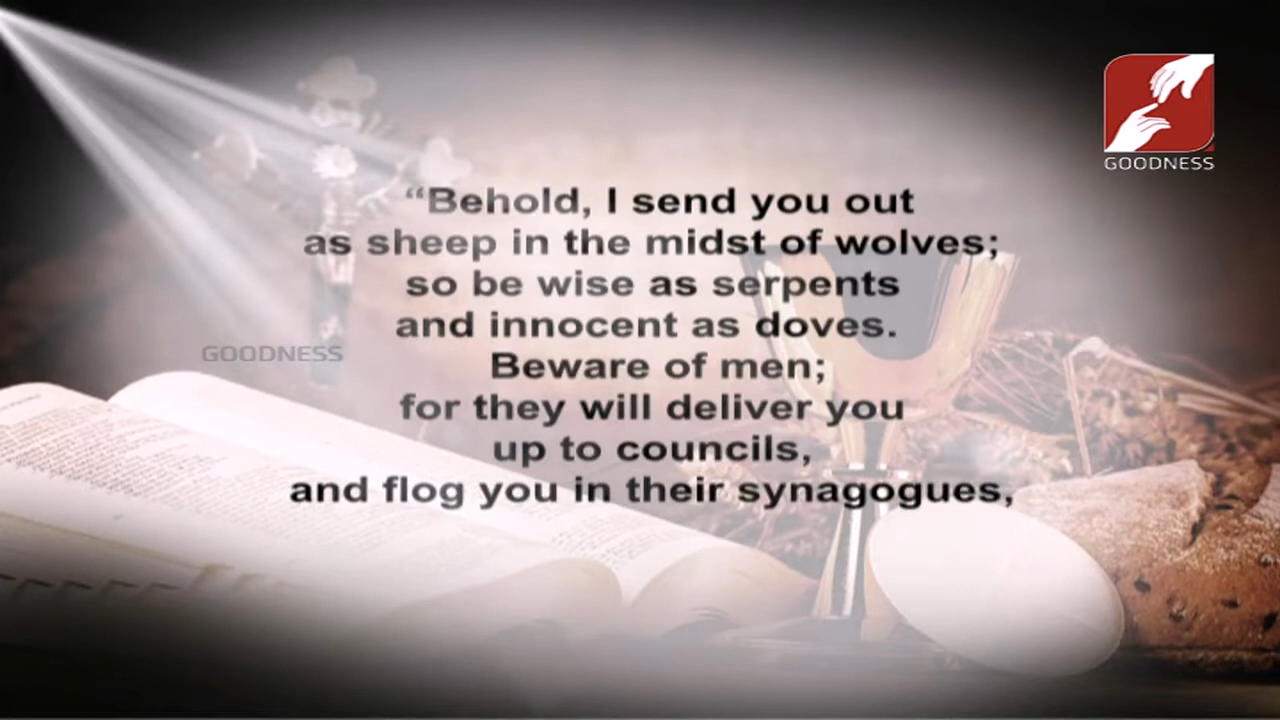 GOODNESS
“Behold, I send you out
as sheep in the midst of wolves;
so be wise as serpents
and innocent as doves.
GOODNESS
Beware of men;
for they will deliver you
up to councils,
and flog you in their synagogues,